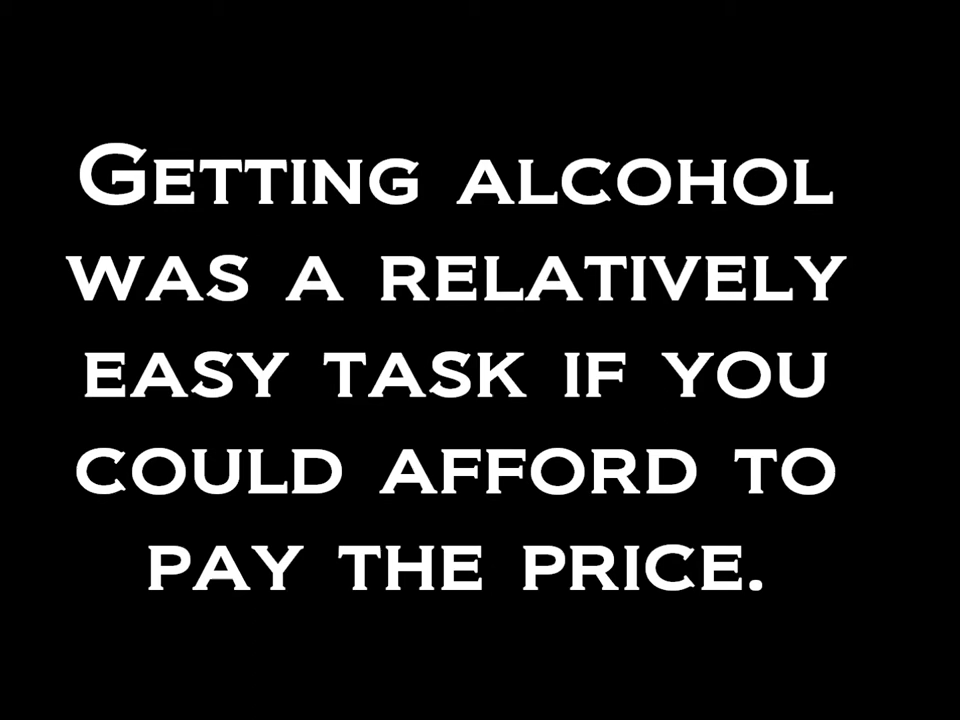 Getting alcohol
was a relatively
easy task if you
could afford to
pay the price.